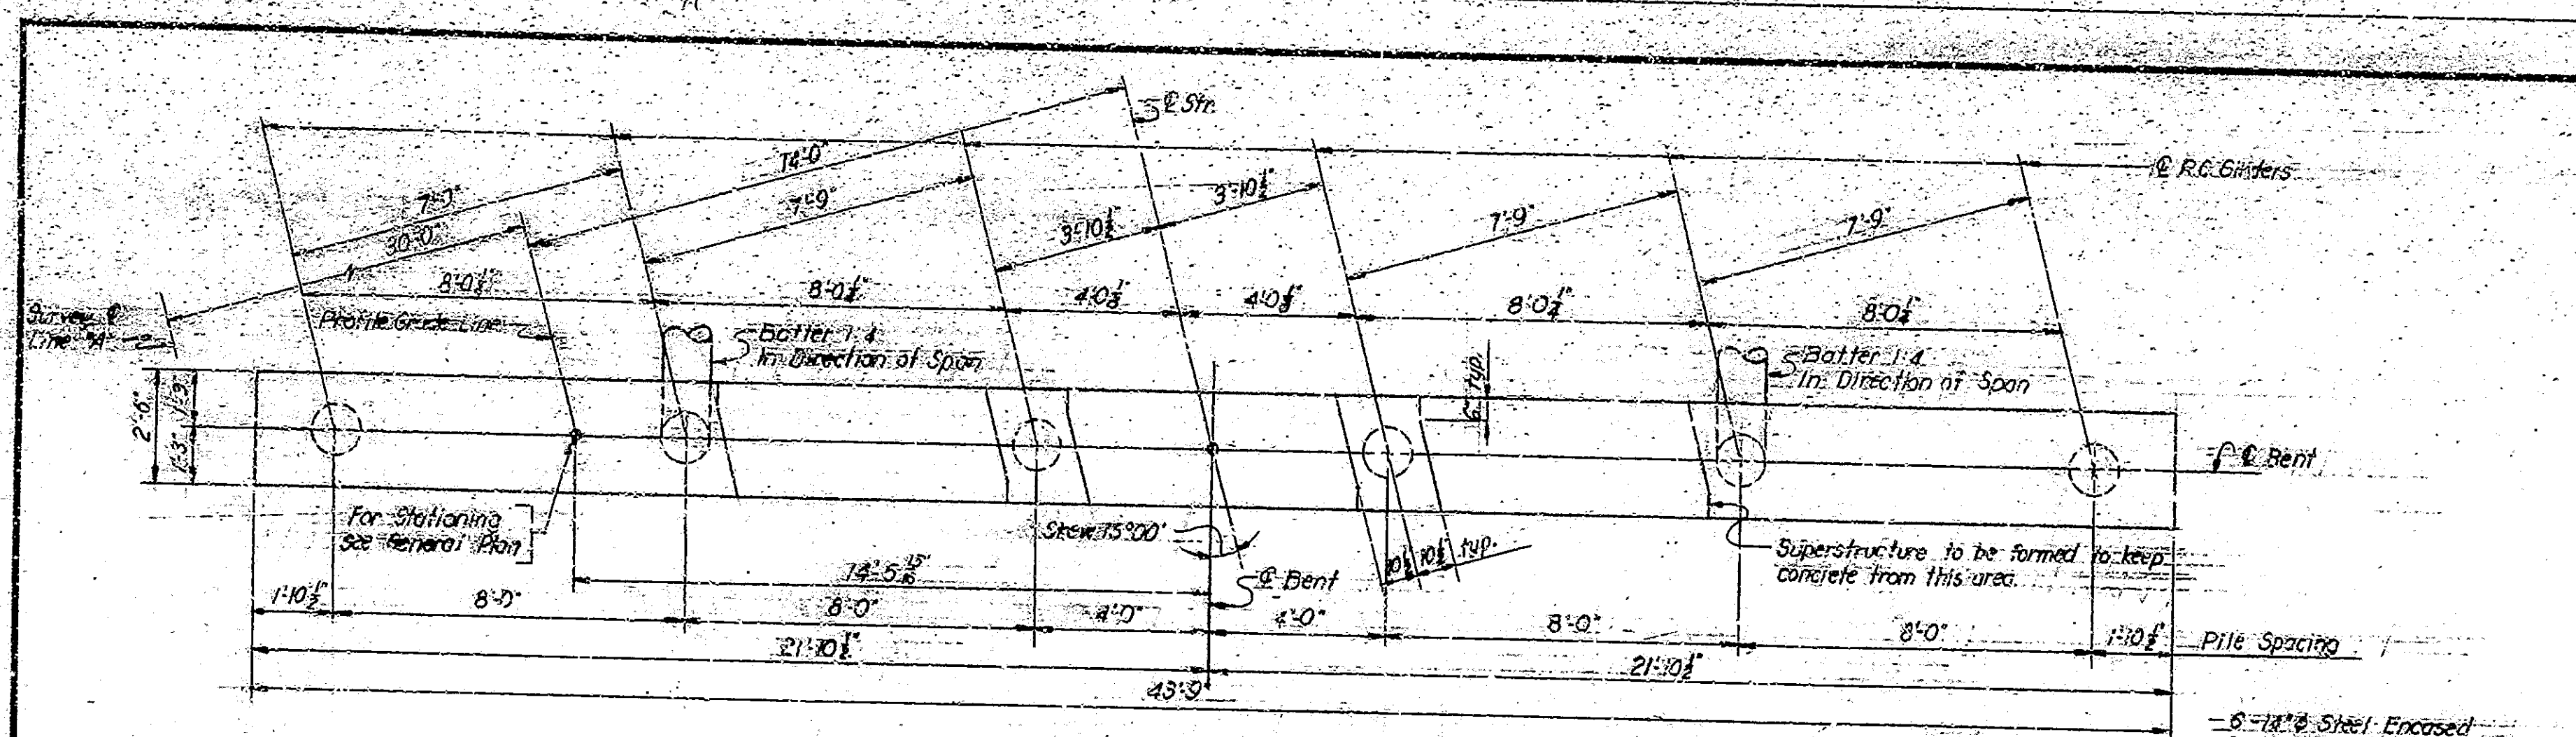 ℄ Str.
14'-0"
℄ R.C. Girders
7'-9"
30'-0"
7'-9"
3'-10½"
3'-10½"
7'-9"
7'-9"
8'-0¼"
8'-0¼"
4'-0⅛"
4'-0⅛"
8'-0¼"
8'-0¼"
Survey ℄
Line "A"
Profile Grade Line
Batter 1:4
In Direction of Span
6" typ.
Batter 1:4
In Direction of Span
2'-6"
1'-3"
1'-3"
℄ Bent
For Stationing
see General Plan
Skew 15°00'
10½"
10½" typ.
Superstructure to be formed to keep
concrete from this area.
14'-5 15/16"
℄ Bent
1'-10½"
8'-0"
8'-0"
4'-0"
4'-0"
8'-0"
8'-0"
1'-10½"
Pile Spacing
21'-10½"
21'-10½"
43'-9"
6-14"ϕ Steel Encased